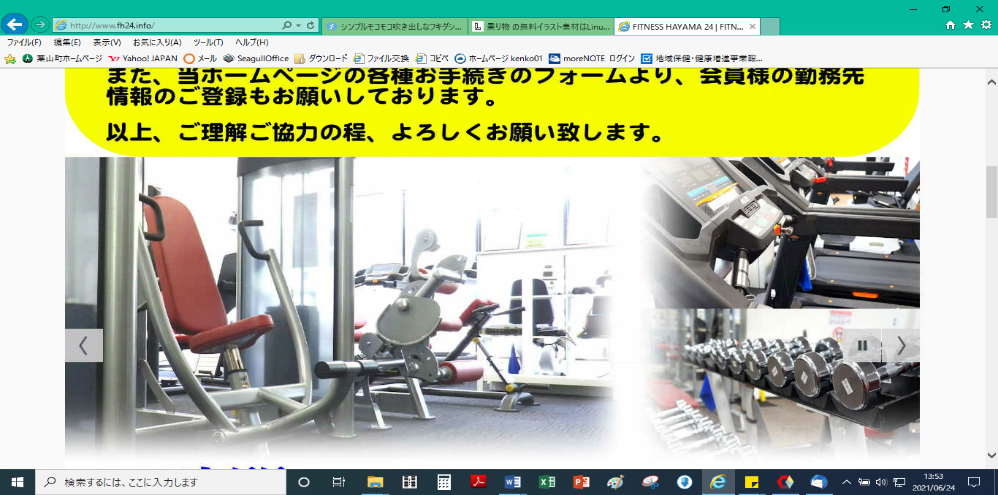 http://www.fh24.info/
シンプルモコモコ吹き出しなフキダシ...
乗り物 の無料イラスト素材はLinu...
FITNESS HAYAMA 24 | FITN...
ファイル(F) 編集(E) 表示(V) お気に入り(A) ツール(T) ヘルプ(H)
葉山町ホームページ Yahoo! JAPAN メール SeagullOffice ダウンロード ファイル交換 コピペ ホームページ kenko01 moreNOTE ログイン 地域保健・健康増進事業報...
また、当ホームページの各種お手続きのフォームより、会員様の勤務先
情報のご登録もお願いしております。
以上、ご理解ご協力の程、よろしくお願い致します。
検索するには、ここに入力します
13:53
2021/06/24